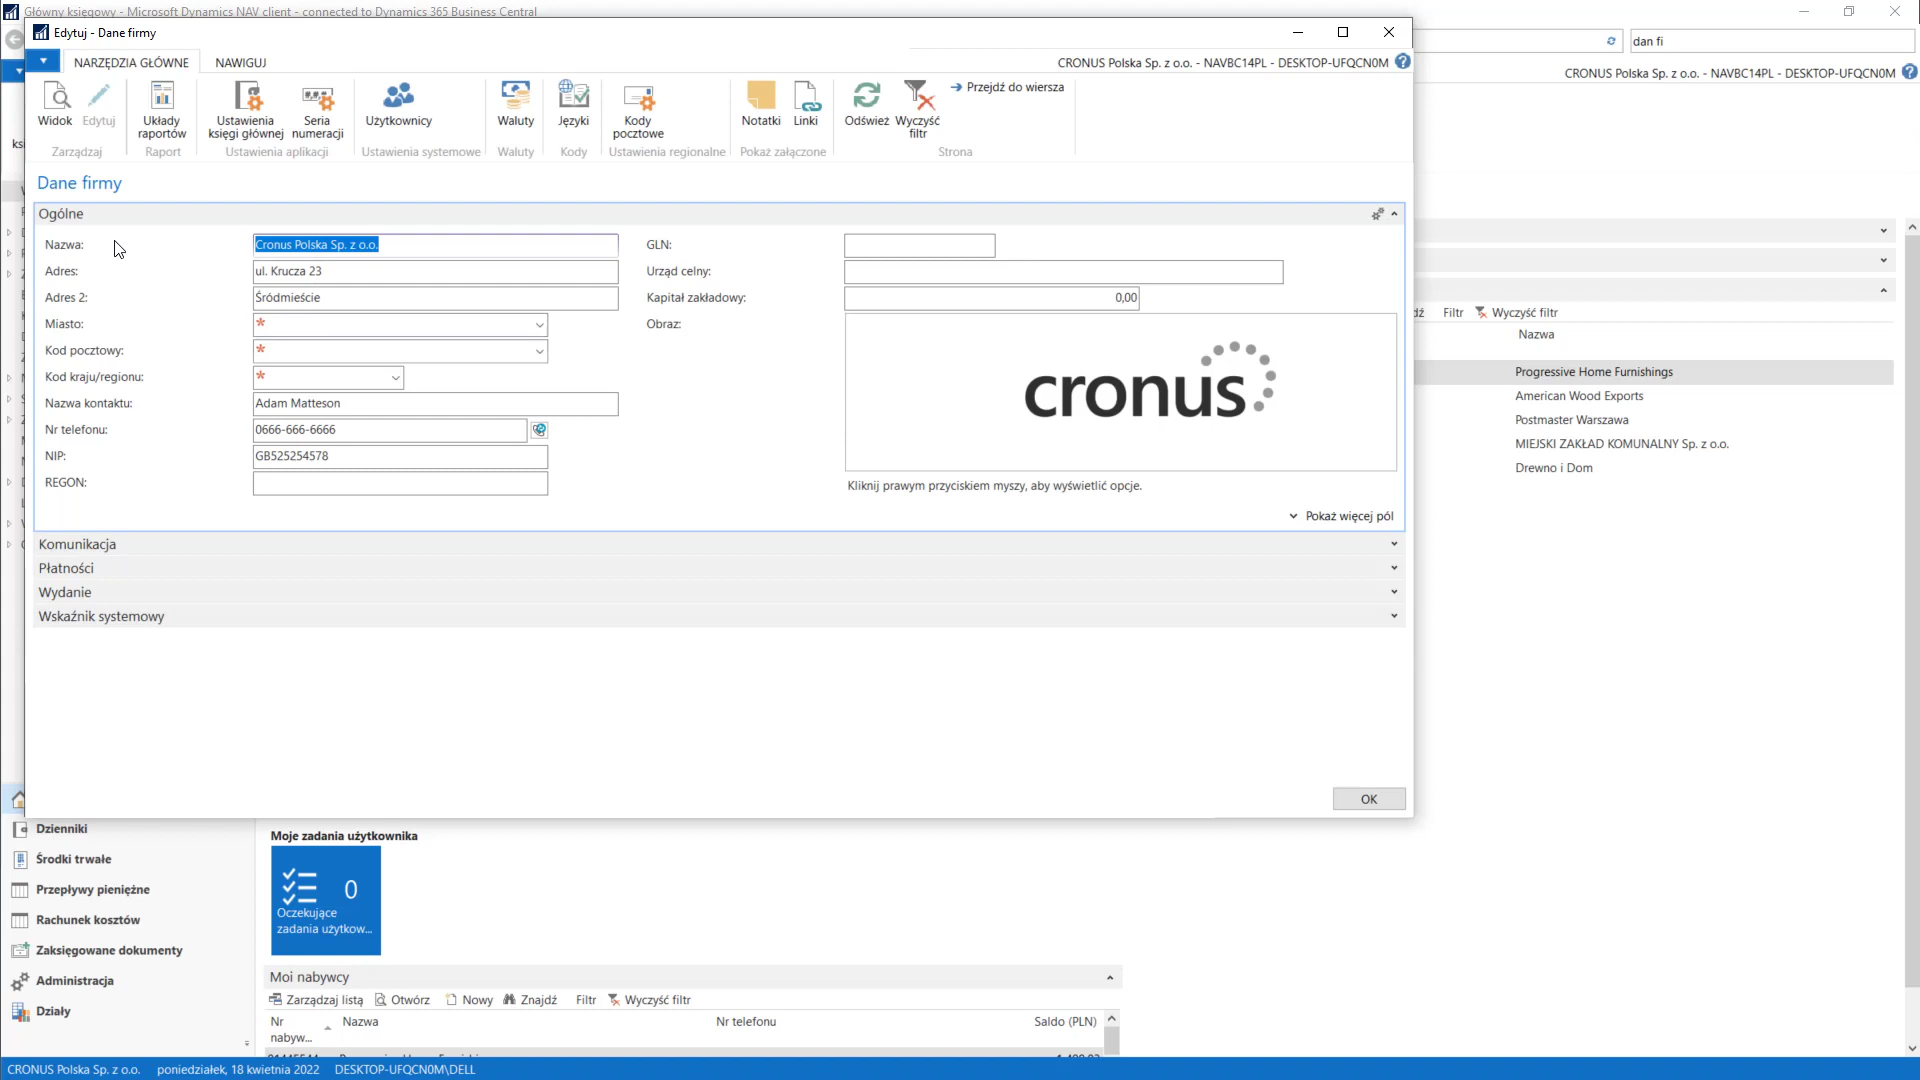 Główny księgowy - Microsoft Dynamics NAV client - connected to Dynamics 365 Business Central
Edytuj - Dane firmy
dan fi
NARZĘDZIA GŁÓWNE
NAWIGUJ
CRONUS Polska Sp. z o.o. - NAVBC14PL - DESKTOP-UFQCN0M
CRONUS Polska Sp. z o.o. - NAVBC14PL - DESKTOP-UFQCN0M
Widok
Edytuj
Układy raportów
Ustawienia księgi głównej
Seria numeracji
Użytkownicy
Waluty
Języki
Kody pocztowe
Notatki
Linki
Odśwież
Wyczyść filtr
Przejdź do wiersza
Zarządzaj
Raport
Ustawienia aplikacji
Ustawienia systemowe
Waluty
Kody
Ustawienia regionalne
Pokaż załączone
Strona
Dane firmy
Ogólne
Nazwa:
Cronus Polska Sp. z o.o.
Adres:
ul. Krucza 23
Adres 2:
Śródmieście
Miasto:
*
Kod pocztowy:
*
Kod kraju/regionu:
*
Nazwa kontaktu:
Adam Matteson
Nr telefonu:
0666-666-6666
NIP:
GB525254578
REGON:
GLN:
Urząd celny:
Kapitał zakładowy:
0,00
Obraz:
cronus
Kliknij prawym przyciskiem myszy, aby wyświetlić opcje.
Pokaż więcej pól
Komunikacja
Płatności
Wydanie
Wskaźnik systemowy
OK
Filtr
Wyczyść filtr
Nazwa
Progressive Home Furnishings
American Wood Exports
Postmaster Warszawa
MIEJSKI ZAKŁAD KOMUNALNY Sp. z o.o.
Drewno i Dom
Dzienniki
Środki trwałe
Przepływy pieniężne
Rachunek kosztów
Zaksięgowane dokumenty
Administracja
Działy
Moje zadania użytkownika
0
Oczekujące
zadania użytkow...
Moi nabywcy
Zarządzaj listą
Otwórz
Nowy
Znajdź
Filtr
Wyczyść filtr
Nr nabyw...
Nazwa
Nr telefonu
Saldo (PLN)
CRONUS Polska Sp. z o.o.
poniedziałek, 18 kwietnia 2022
DESKTOP-UFQCN0M\DELL